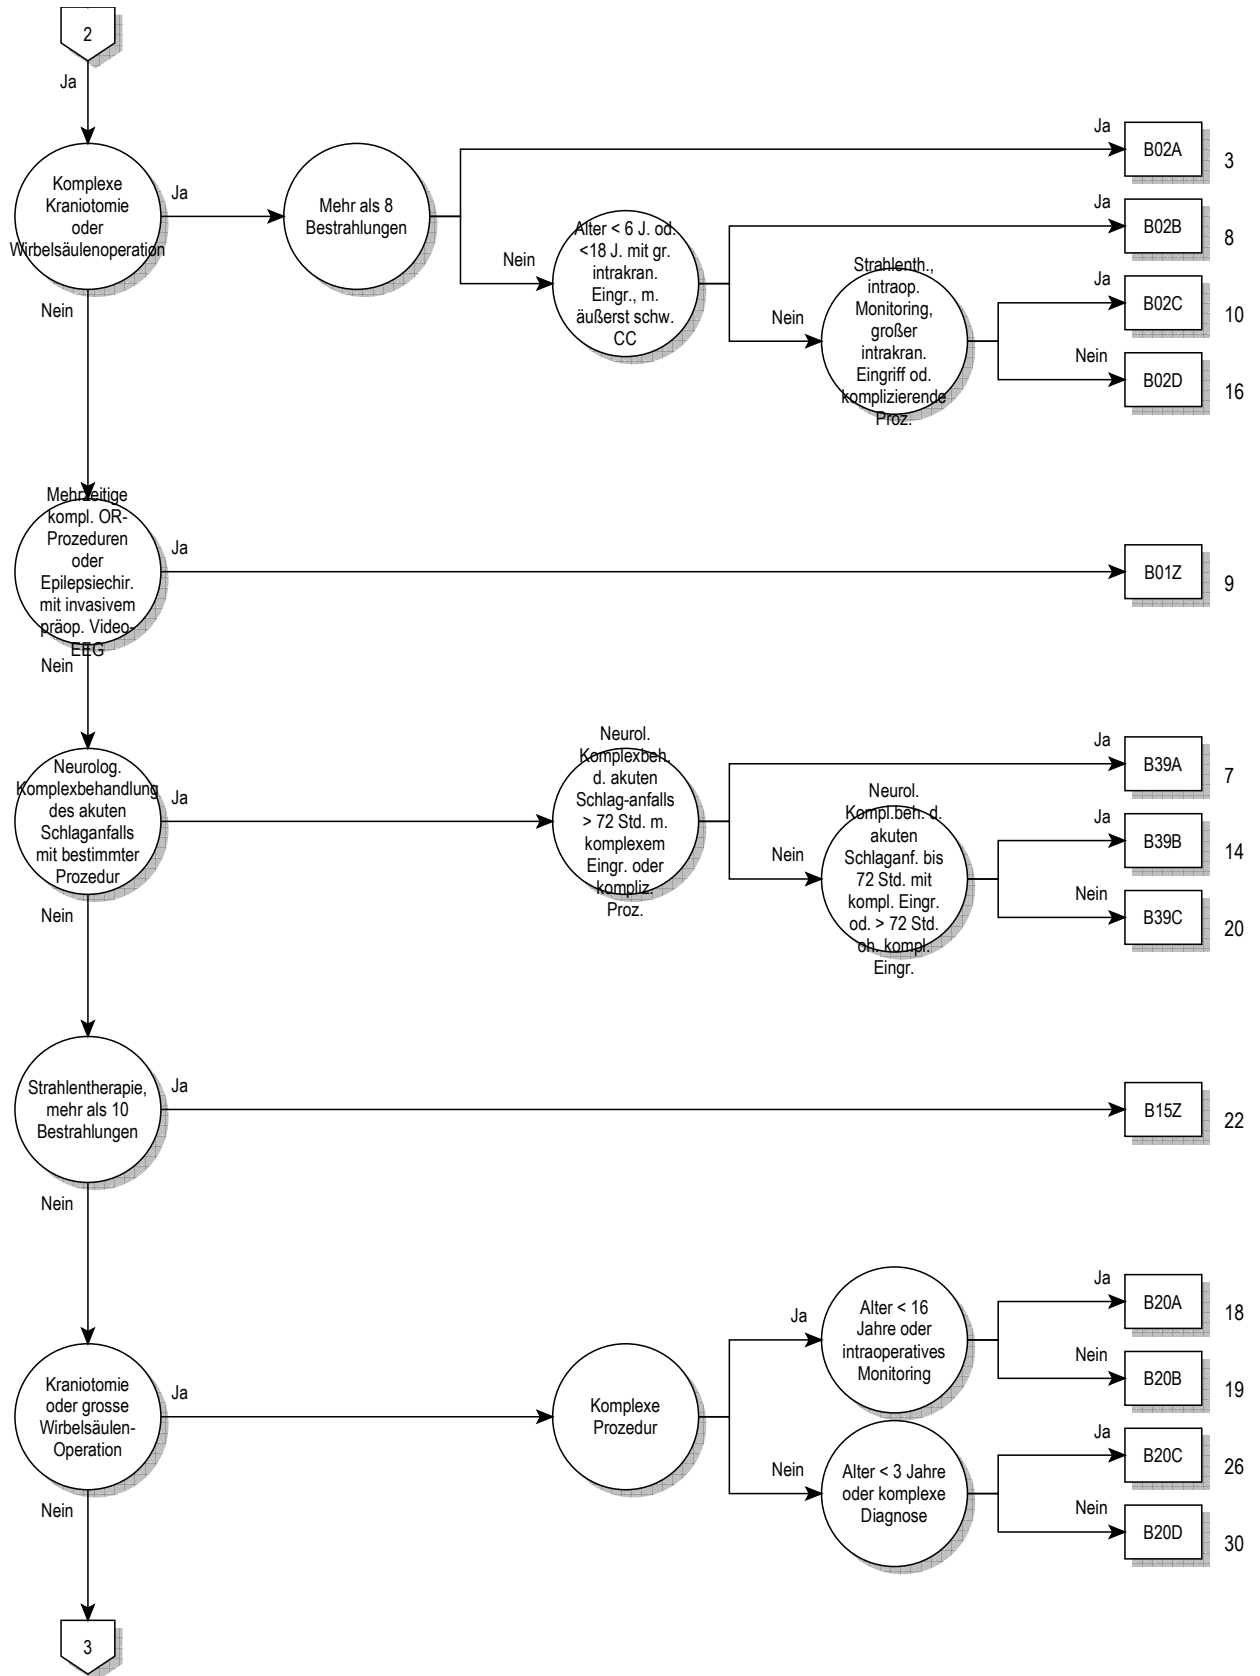 2
Ja
Komplexe
Kraniotomie
oder
Wirbelsäulenoperation
Ja
Nein
Mehr als 8
Bestrahlungen
Ja
B02A
3
Nein
Alter < 6 J. od.
<18 J. mit gr.
intrakran.
Eingr., m.
äußerst schw.
CC
Ja
B02B
8
Nein
Strahlenth.,
intraop.
Monitoring,
großer
intrakran.
Eingriff od.
komplizierende
Proz.
Ja
B02C
10
Nein
B02D
16
Mehrzeitige
kompl. OR-
Prozeduren
oder
Epilepsiechir.
mit invasivem
präop. Video-
EEG
Ja
B01Z
9
Nein
Neurolog.
Komplexbehandlung
des akuten
Schlaganfalls
mit bestimmter
Prozedur
Ja
Nein
Neurol.
Komplexbeh.
d. akuten
Schlag-anfalls
> 72 Std. m.
komplexem
Eingr. oder
kompliz.
Proz.
Ja
B39A
7
Nein
Neurol.
Kompl.beh. d.
akuten
Schlaganf. bis
72 Std. mit
kompl. Eingr.
od. > 72 Std.
oh. kompl.
Eingr.
Ja
B39B
14
Nein
B39C
20
Strahlentherapie,
mehr als 10
Bestrahlungen
Ja
B15Z
22
Nein
Kraniotomie
oder grosse
Wirbelsäulen-
Operation
Ja
Nein
Komplexe
Prozedur
Ja
Alter < 16
Jahre oder
intraoperatives
Monitoring
Ja
B20A
18
Nein
B20B
19
Nein
Alter < 3 Jahre
oder komplexe
Diagnose
Ja
B20C
26
Nein
B20D
30
3